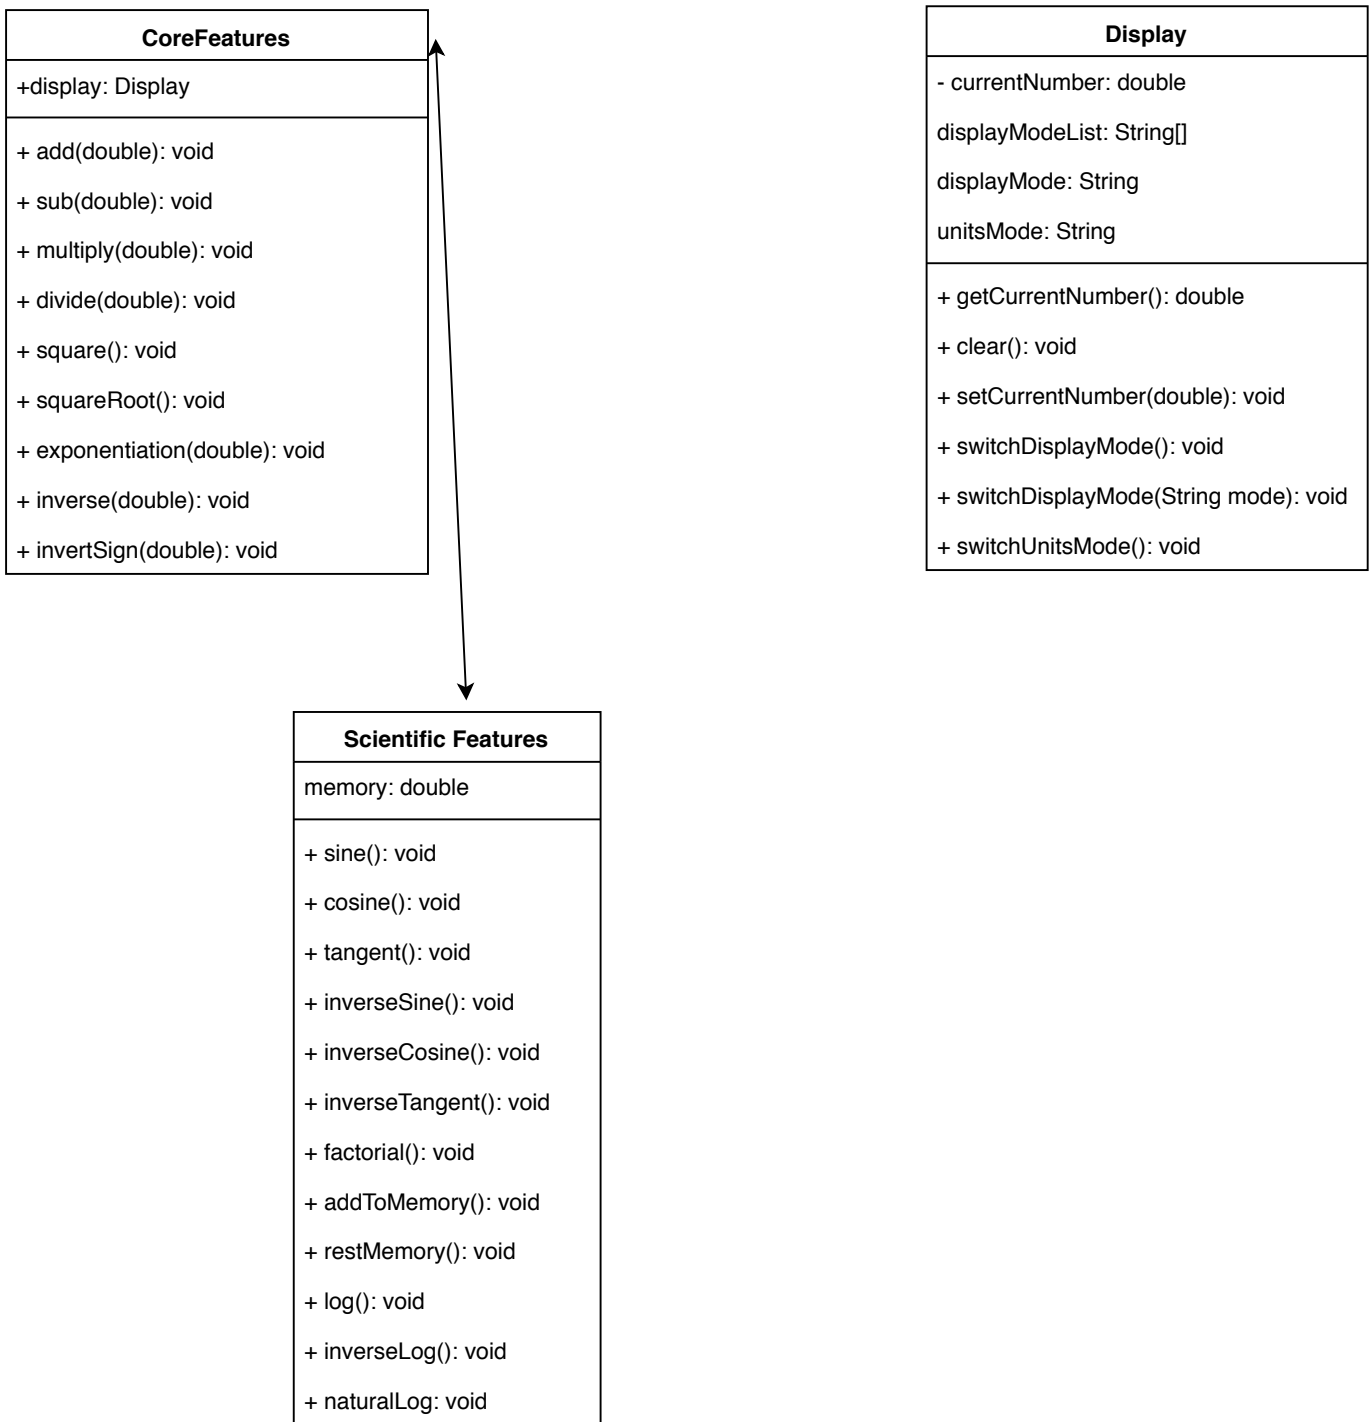 CoreFeatures
+display: Display
+ add(double): void
+ sub(double): void
+ multiply(double): void
+ divide(double): void
+ square(): void
+ squareRoot(): void
+ exponentiation(double): void
+ inverse(double): void
+ invertSign(double): void
Display
- currentNumber: double
displayModeList: String[]
displayMode: String
unitsMode: String
+ getCurrentNumber(): double
+ clear(): void
+ setCurrentNumber(double): void
+ switchDisplayMode(): void
+ switchDisplayMode(String mode): void
+ switchUnitsMode(): void
Scientific Features
memory: double
+ sine(): void
+ cosine(): void
+ tangent(): void
+ inverseSine(): void
+ inverseCosine(): void
+ inverseTangent(): void
+ factorial(): void
+ addToMemory(): void
+ restMemory(): void
+ log(): void
+ inverseLog(): void
+ naturalLog: void